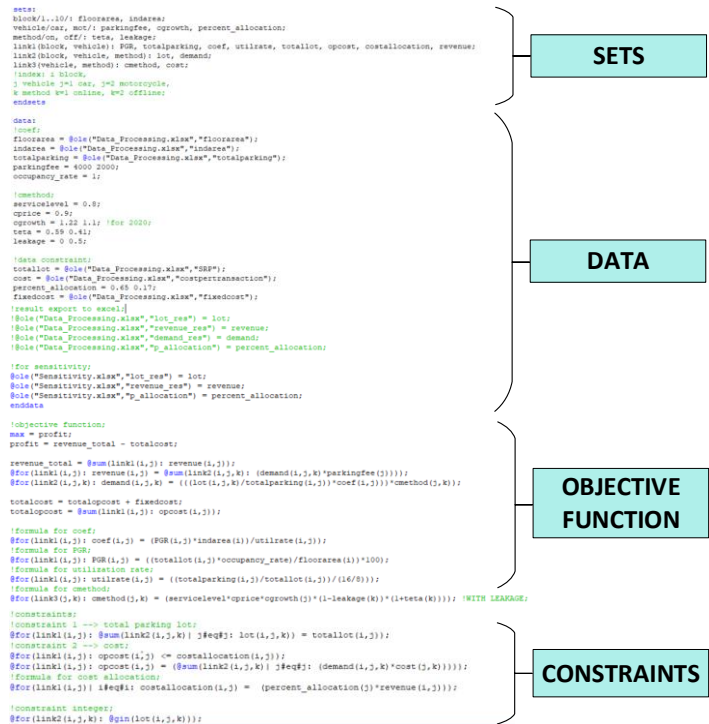 sets:
block/1..10/: floorarea, indarea;
vehicle/car, mot/: parkingfee, cgrowth, percent_allocation;
method/on, off/: teta, leakage;
link1(block, vehicle): PGR, totalparking, coef, utilrate, totallot, opcost, costallocation, revenue;
link2(block, vehicle, method): lot, demand;
link3(vehicle, method): cmethod, cost;
!index: i block,
j vehicle j=1 car, j=2 motorcycle,
k method k=1 online, k=2 offline;
endsets
SETS
data:
!coef;
floorarea = @ole("Data_Processing.xlsx","floorarea");
indarea = @ole("Data_Processing.xlsx","indarea");
totalparking = @ole("Data_Processing.xlsx","totalparking");
parkingfee = 4000 2000;
occupancy_rate = 1;
!cmethod;
servicelevel = 0.8;
cprice = 0.9;
cgrowth = 1.22 1.1; !for 2020;
teta = 0.59 0.41;
leakage = 0 0.5;
!data constraint;
totallot = @ole("Data_Processing.xlsx","SRP");
cost = @ole("Data_Processing.xlsx","costpertransaction");
percent_allocation = 0.65 0.17;
fixedcost = @ole("Data_Processing.xlsx","fixedcost");
!result export to excel;
!@ole("Data_Processing.xlsx","lot_res") = lot;
!@ole("Data_Processing.xlsx","revenue_res") = revenue;
!@ole("Data_Processing.xlsx","demand_res") = demand;
!@ole("Data_Processing.xlsx","p_allocation") = percent_allocation;
!for sensitivity;
@ole("Sensitivity.xlsx","lot_res") = lot;
@ole("Sensitivity.xlsx","revenue_res") = revenue;
@ole("Sensitivity.xlsx","p_allocation") = percent_allocation;
enddata
DATA
!objective function;
max = profit;
profit = revenue_total - totalcost;
revenue_total = @sum(link1(i,j): revenue(i,j));
@for(link1(i,j): revenue(i,j) = @sum(link2(i,j,k): (demand(i,j,k)*parkingfee(j))));
@for(link2(i,j,k): demand(i,j,k) = (((lot(i,j,k)/totalparking(i,j))*coef(i,j)))*cmethod(j,k));
totalcost = totalopcost + fixedcost;
totalopcost = @sum(link1(i,j): opcost(i,j));
!formula for coef;
@for(link1(i,j): coef(i,j) = (PGR(i,j)*indarea(i))/utilrate(i,j));
!formula for PGR;
@for(link1(i,j): PGR(i,j) = ((totallot(i,j)*occupancy_rate)/floorarea(i))*100);
!formula for utilization rate;
@for(link1(i,j): utilrate(i,j) = ((totalparking(i,j)/totallot(i,j))/(16/8)));
!formula for cmethod;
@for(link3(j,k): cmethod(j,k) = (servicelevel*cprice*cgrowth(j)*(1-leakage(k))*(1+teta(k)))); !WITH LEAKAGE;
OBJECTIVE
FUNCTION
!constraints;
!constraint 1 --> total parking lot;
@for(link1(i,j): @sum(link2(i,j,k)| j#eq#j: lot(i,j,k)) = totallot(i,j));
!constraint 2 --> cost;
@for(link1(i,j): opcost(i,j) <= costallocation(i,j));
@for(link1(i,j): opcost(i,j) = (@sum(link2(i,j,k)| j#eq#j: (demand(i,j,k)*cost(j,k)))));
!formula for cost allocation;
@for(link1(i,j)| i#eq#i: costallocation(i,j) =  (percent_allocation(j)*revenue(i,j)));
!constraint integer;
@for(link2(i,j,k): @gin(lot(i,j,k)));
CONSTRAINTS